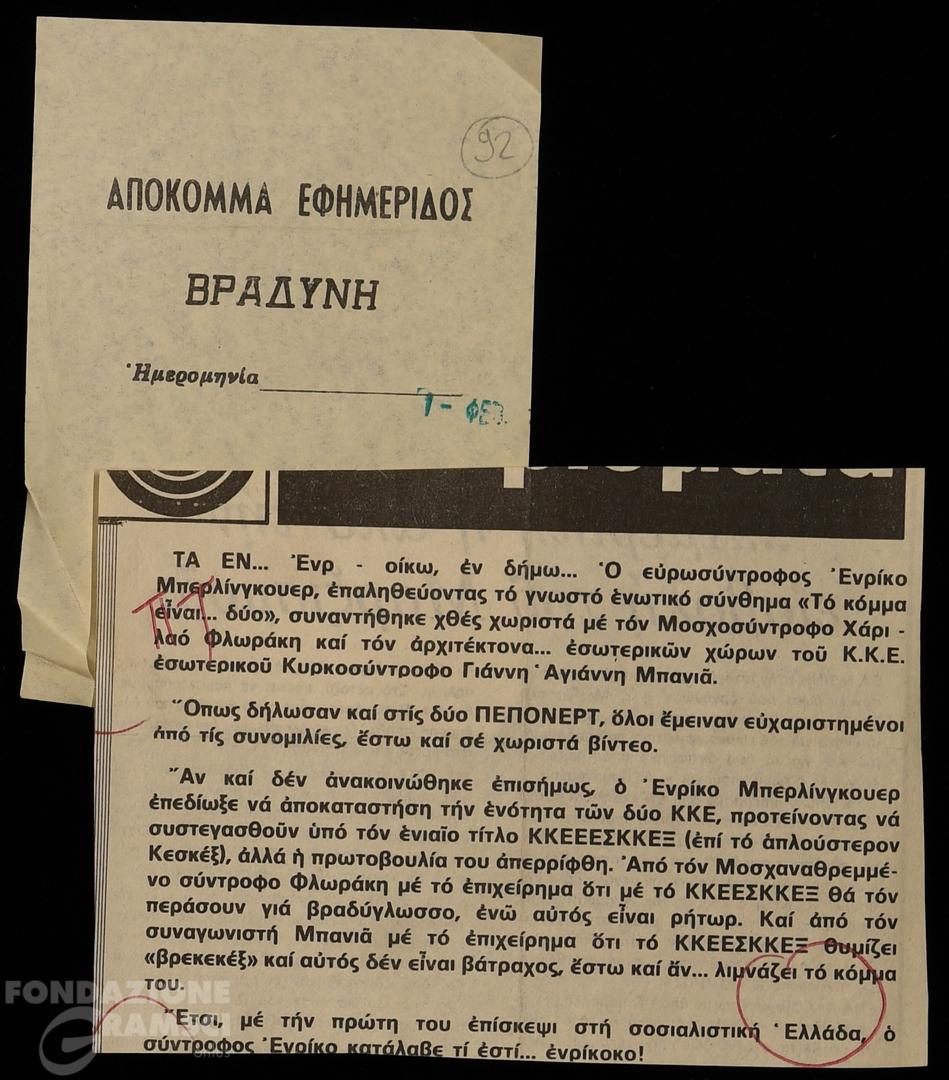 92
ΑΠΟΚΟΜΜΑ ΕΦΗΜΕΡΙΔΟΣ
ΒΡΑΔΥΝΗ
Ἡμερομηνία
1 - ΦΕΒ.
ΤΑ ΕΝ... Ἐνρ - οίκω, ἐν δήμω... Ὁ εὐρωσύντροφος Ἐνρίκο
Μπερλίνγκουερ, ἐπαληθεύοντας τό γνωστό ἑνωτικό σύνθημα «Τό κόμμα
εἶναι... δύο», συναντήθηκε χθές χωριστά μέ τόν Μοσχοσύντροφο Χάρι -
λαό Φλωράκη καί τόν ἀρχιτέκτονα... ἐσωτερικῶν χώρων τοῦ Κ.Κ.Ε.
ἐσωτερικοῦ Κυρκοσύντροφο Γιάννη Ἁγιάννη Μπανιᾶ.
Ὅπως δήλωσαν καί στίς δύο ΠΕΠΟΝΕΡΤ, ὅλοι ἔμειναν εὐχαριστημένοι
ἀπό τίς συνομιλίες, ἔστω καί σέ χωριστά βίντεο.
Ἄν καί δέν ἀνακοινώθηκε ἐπισήμως, ὁ Ἐνρίκο Μπερλίνγκουερ
ἐπεδίωξε νά ἀποκαταστήση τήν ἑνότητα τῶν δύο ΚΚΕ, προτείνοντας νά
συστεγασθοῦν ὑπό τόν ἑνιαῖο τίτλο ΚΚΕΕΕΣΚΚΕΞ (ἐπί τό ἁπλούστερον
Κεσκέξ), ἀλλά ἡ πρωτοβουλία του ἀπερρίφθη. Ἀπό τόν Μοσχαναθρεμμέ-
νο σύντροφο Φλωράκη μέ τό ἐπιχείρημα ὅτι μέ τό ΚΚΕΕΣΚΚΕΞ θά τόν
περάσουν γιά βραδύγλωσσο, ἐνῶ αὐτός εἶναι ρήτωρ. Καί ἀπό τόν
συναγωνιστή Μπανιᾶ μέ τό ἐπιχείρημα ὅτι τό ΚΚΕΕΣΚΚΕΞ θυμίζει
«βρεκεκέξ» καί αὐτός δέν εἶναι βάτραχος, ἔστω καί ἄν... λιμνάζει τό κόμμα
του.
Ἔτσι, μέ τήν πρώτη του ἐπίσκεψι στή σοσιαλιστική Ἑλλάδα, ὁ
σύντροφος Ἐνρίκο κατάλαβε τί ἐστί... ἐνρίκοκο!
FONDAZIONE
GRAMSCI
Onlus